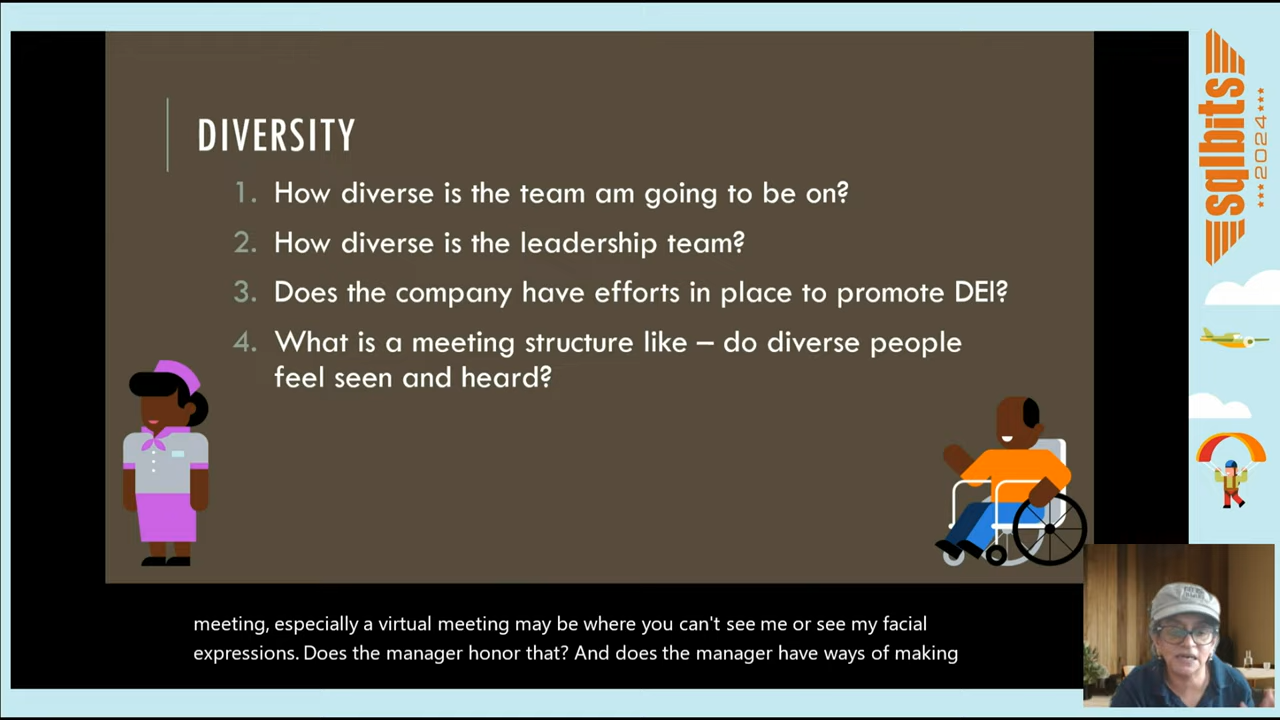 DIVERSITY
1. How diverse is the team am going to be on?
2. How diverse is the leadership team?
3. Does the company have efforts in place to promote DEI?
4. What is a meeting structure like – do diverse people
feel seen and heard?
meeting, especially a virtual meeting may be where you can't see me or see my facial
expressions. Does the manager honor that? And does the manager have ways of making
sqlbits
2024